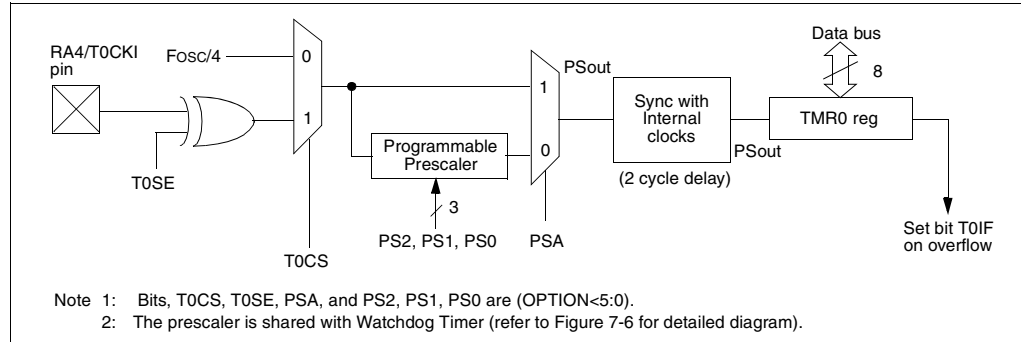 RA4/T0CKI
pin
FOSC/4
0
1
T0SE
T0CS
Programmable
Prescaler
3
PS2, PS1, PS0
1
0
PSA
PSout
Sync with
Internal
clocks
(2 cycle delay)
PSout
Data bus
8
TMR0 reg
Set bit T0IF
on overflow
Note 1: Bits, T0CS, T0SE, PSA, and PS2, PS1, PS0 are (OPTION<5:0).
2: The prescaler is shared with Watchdog Timer (refer to Figure 7-6 for detailed diagram).